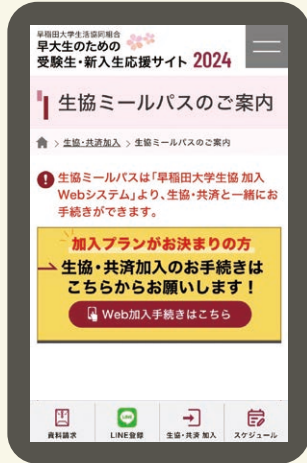 早稲田大学生活協同組合
早大生のための
受験生・新入生応援サイト 2024
生協ミールパスのご案内
> 生協・共済加入 > 生協ミールパスのご案内
生協ミールパスは「早稲田大学生協 加入
Webシステム」より、生協・共済と一緒にお
手続きができます。
加入プランがお決まりの方
生協・共済加入のお手続きは
こちらからお願いします！
Web加入手続きはこちら
資料請求 LINE登録 生協・共済 加入 スケジュール